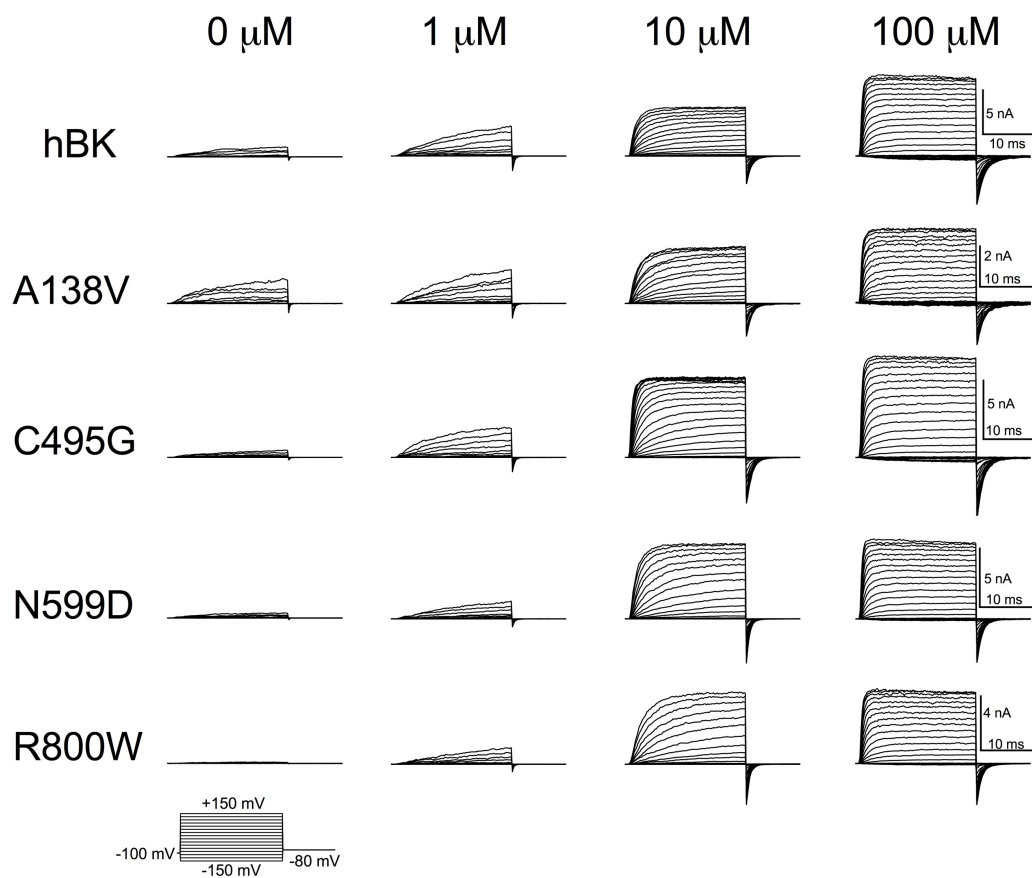 0 μM 1 μM 10 μM 100 μM
hBK
5 nA
10 ms
A138V
2 nA
10 ms
C495G
5 nA
10 ms
N599D
5 nA
10 ms
R800W
4 nA
10 ms
+150 mV
-100 mV
-80 mV
-150 mV